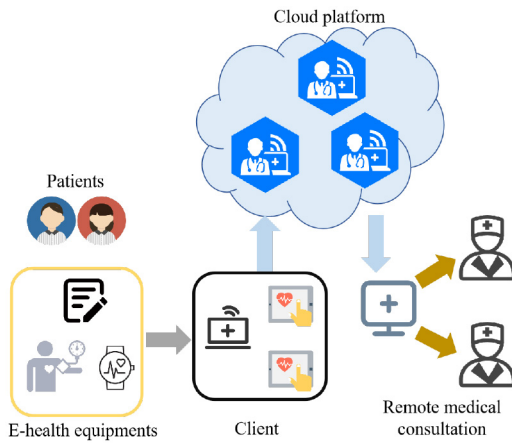 Cloud platform
Patients
E-health equipments
Client
Remote medical
consultation